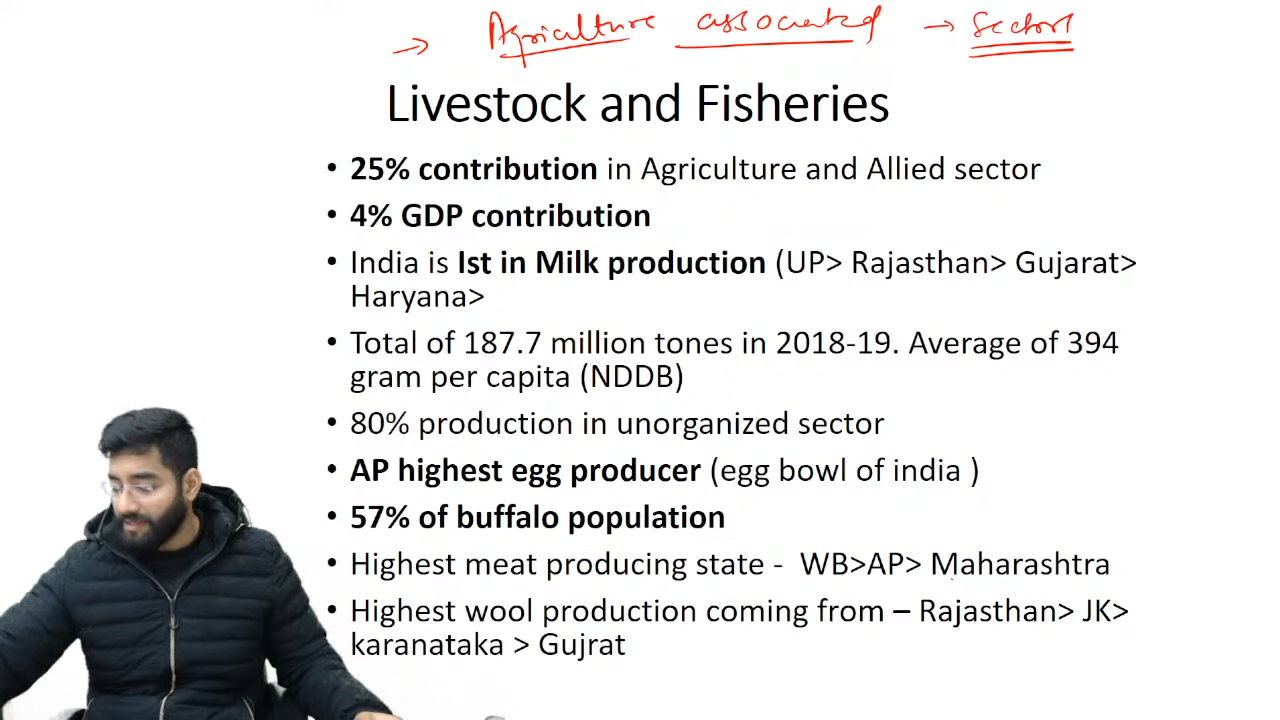 → Agriculture associated → Sectors
Livestock and Fisheries
• 25% contribution in Agriculture and Allied sector
• 4% GDP contribution
• India is Ist in Milk production (UP> Rajasthan> Gujarat>
Haryana>
• Total of 187.7 million tones in 2018-19. Average of 394
gram per capita (NDDB)
• 80% production in unorganized sector
• AP highest egg producer (egg bowl of india )
• 57% of buffalo population
• Highest meat producing state - WB>AP> Maharashtra
• Highest wool production coming from – Rajasthan> JK>
karanataka > Gujrat